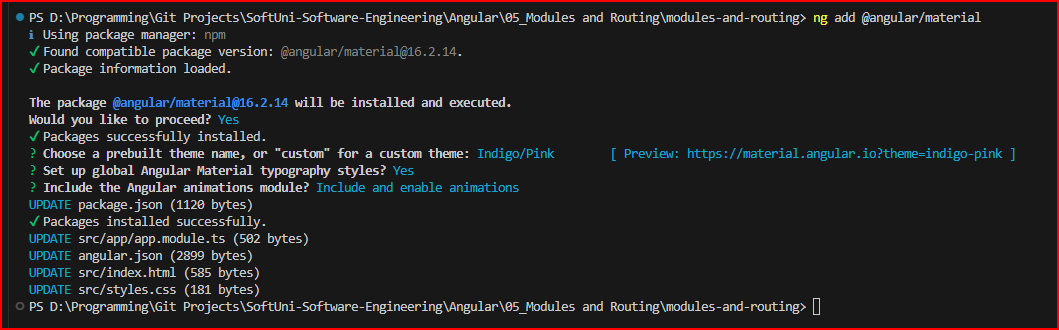 PS D:\Programming\Git Projects\SoftUni-Software-Engineering\Angular\05_Modules and Routing\modules-and-routing> ng add @angular/material
ℹ Using package manager: npm
✓ Found compatible package version: @angular/material@16.2.14.
✓ Package information loaded.

The package @angular/material@16.2.14 will be installed and executed.
Would you like to proceed? Yes
✓ Packages successfully installed.
? Choose a prebuilt theme name, or "custom" for a custom theme: Indigo/Pink [ Preview: https://material.angular.io?theme=indigo-pink ]
? Set up global Angular Material typography styles? Yes
? Include the Angular animations module? Include and enable animations
UPDATE package.json (1120 bytes)
✓ Packages installed successfully.
UPDATE src/app/app.module.ts (502 bytes)
UPDATE angular.json (2899 bytes)
UPDATE src/index.html (585 bytes)
UPDATE src/styles.css (181 bytes)
PS D:\Programming\Git Projects\SoftUni-Software-Engineering\Angular\05_Modules and Routing\modules-and-routing>